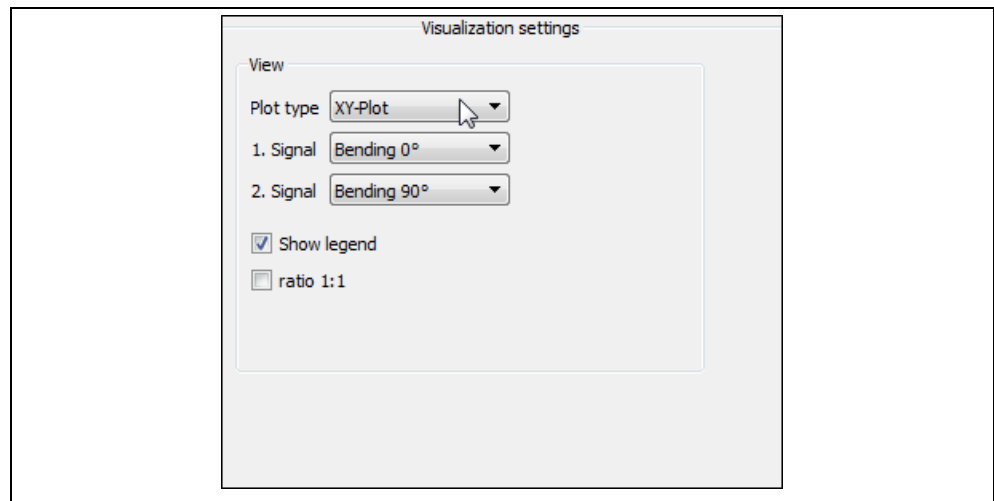 Visualization settings
View
Plot type XY-Plot
1. Signal Bending 0°
2. Signal Bending 90°
Show legend
ratio 1:1